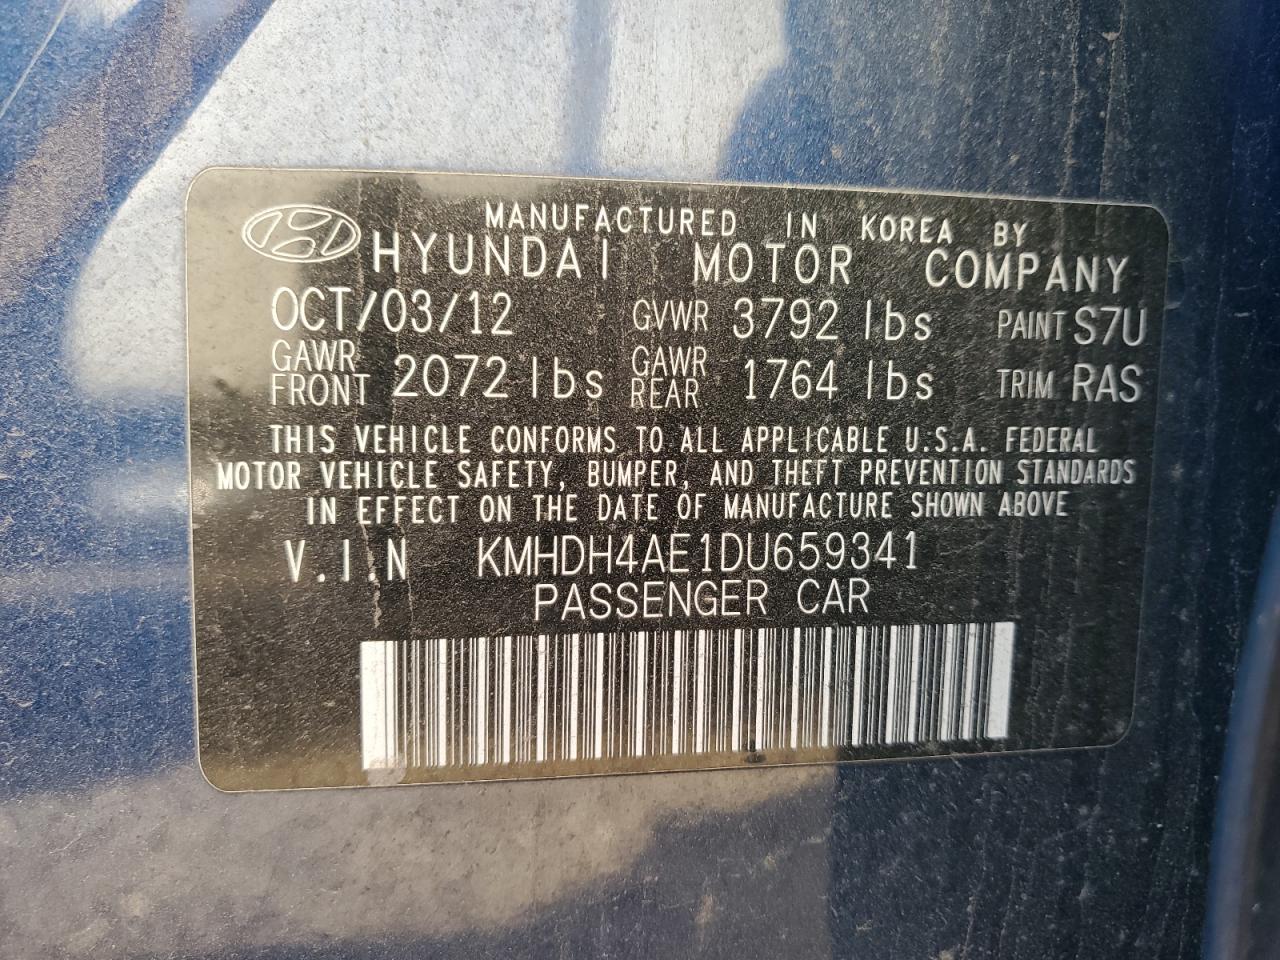 MANUFACTURED IN KOREA BY
HYUNDAI MOTOR COMPANY
OCT/03/12 GVWR 3792 lbs PAINT S7U
GAWR FRONT 2072 lbs GAWR REAR 1764 lbs TRIM RAS
THIS VEHICLE CONFORMS TO ALL APPLICABLE U.S.A. FEDERAL
MOTOR VEHICLE SAFETY, BUMPER, AND THEFT PREVENTION STANDARDS
IN EFFECT ON THE DATE OF MANUFACTURE SHOWN ABOVE
V.I.N KMHDH4AE1DU659341
PASSENGER CAR